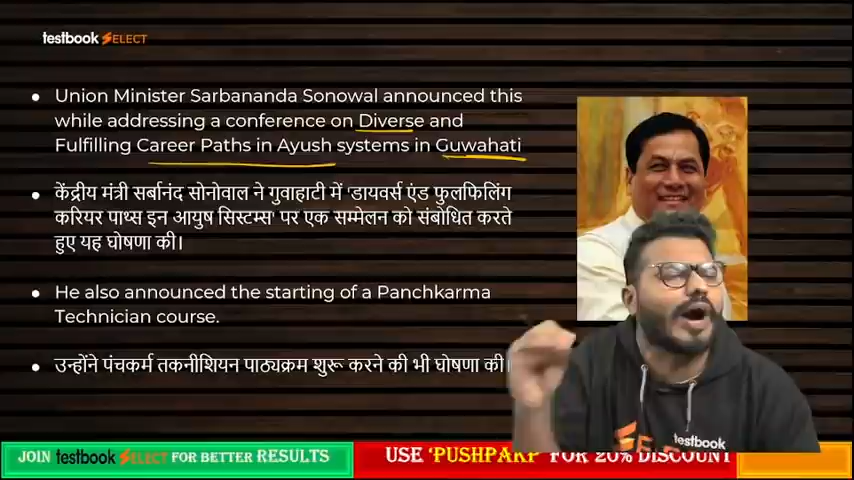 testbook SELECT
Union Minister Sarbananda Sonowal announced this
while addressing a conference on Diverse and
Fulfilling Career Paths in Ayush systems in Guwahati
केंद्रीय मंत्री सर्बानंद सोनोवाल ने गुवाहाटी में 'डायवर्स एंड फुलफिलिंग
करियर पाथ्स इन आयुष सिस्टम्स' पर एक सम्मेलन को संबोधित करते
हुए यह घोषणा की।
He also announced the starting of a Panchkarma
Technician course.
उन्होंने पंचकर्म तकनीशियन पाठ्यक्रम शुरू करने की भी घोषणा की।
testbook
JOIN testbook SELECT FOR BETTER RESULTS
USE 'PUSHPAKP' FOR 20% DISCOUNT